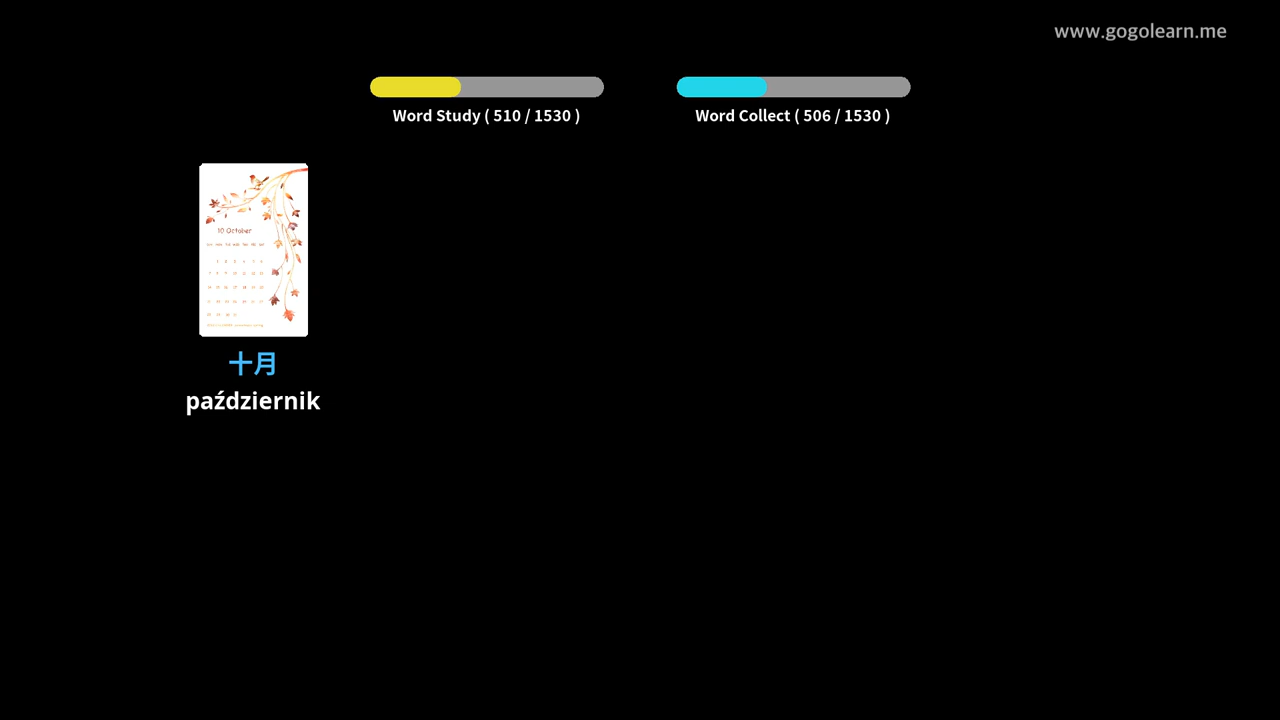 www.gogolearn.me
Word Study ( 510 / 1530 )
Word Collect ( 506 / 1530 )
10 October
十月
październik